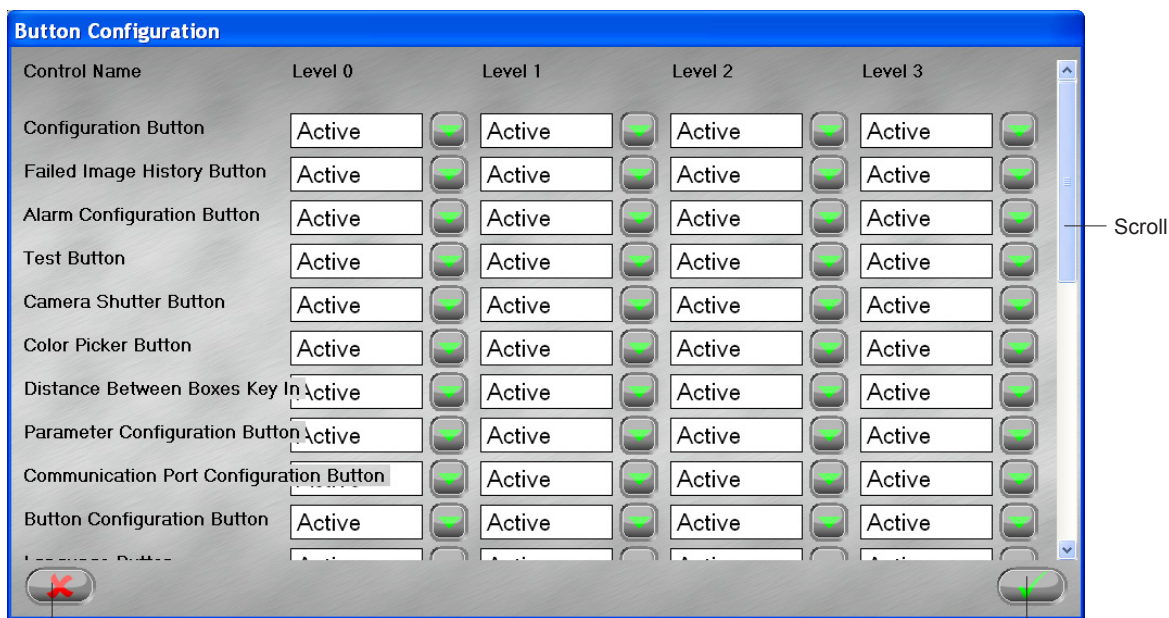 Button Configuration
Control Name Level 0 Level 1 Level 2 Level 3
Configuration Button Active Active Active Active
Failed Image History Button Active Active Active Active
Alarm Configuration Button Active Active Active Active
Test Button Active Active Active Active
Camera Shutter Button Active Active Active Active
Color Picker Button Active Active Active Active
Distance Between Boxes Key In Active Active Active Active
Parameter Configuration Button Active Active Active Active
Communication Port Configuration Button Active Active Active
Button Configuration Button Active Active Active Active
Scroll